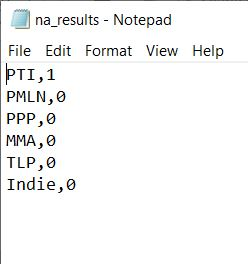 na_results - Notepad
File Edit Format View Help
PTI,1
PMLN,0
PPP,0
MMA,0
TLP,0
Indie,0